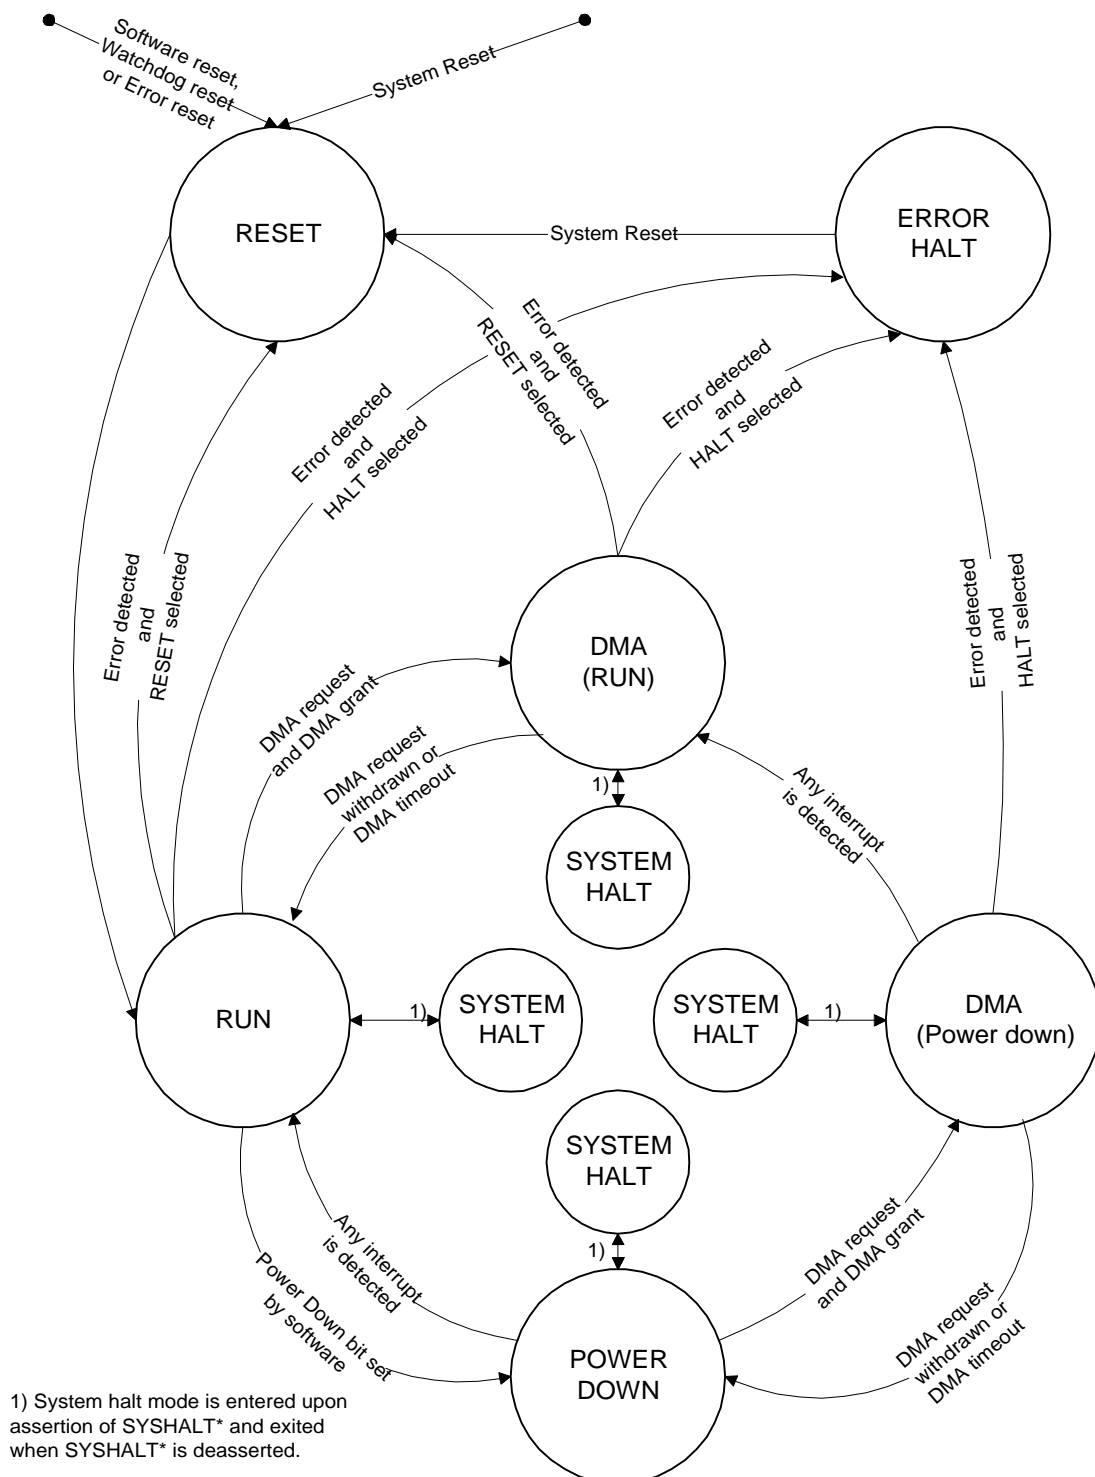 Software reset,
Watchdog reset
or Error reset
System Reset
RESET
System Reset
ERROR
HALT
Error detected
and
RESET selected
Error detected
and
HALT selected
Error detected
and
HALT selected
Error detected
and
RESET selected
Error detected
and
HALT selected
DMA
(RUN)
DMA request
and DMA grant
DMA request
withdrawn or
DMA timeout
1)
Any interrupt
is detected
SYSTEM
HALT
RUN
1)
SYSTEM
HALT
SYSTEM
HALT
1)
DMA
(Power down)
SYSTEM
HALT
1)
Any interrupt
is detected
Power Down bit set
by software
DMA request
and DMA grant
DMA request
withdrawn or
DMA timeout
POWER
DOWN
1) System halt mode is entered upon
assertion of SYSHALT* and exited
when SYSHALT* is deasserted.